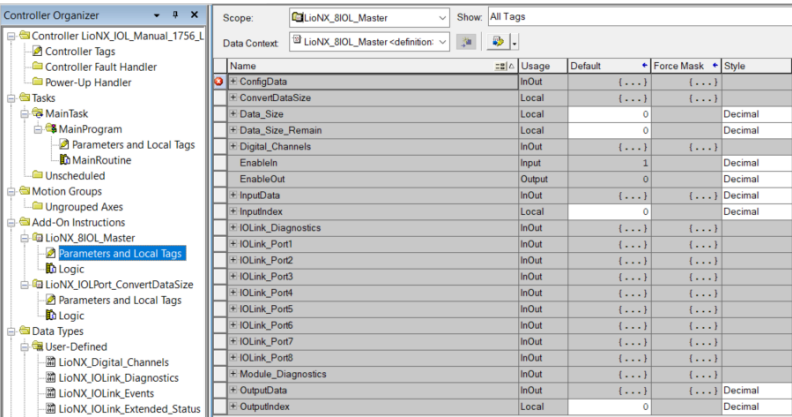 Controller Organizer
Controller LioNX_IOL_Manual_1756_L
Controller Tags
Controller Fault Handler
Power-Up Handler
Tasks
MainTask
MainProgram
Parameters and Local Tags
MainRoutine
Unscheduled
Motion Groups
Ungrouped Axes
Add-On Instructions
LioNX_8IOL_Master
Parameters and Local Tags
Logic
LioNX_IOLPort_ConvertDataSize
Parameters and Local Tags
Logic
Data Types
User-Defined
LioNX_Digital_Channels
LioNX_IOLink_Diagnostics
LioNX_IOLink_Events
LioNX_IOLink_Extended_Status
Scope: LioNX_8IOL_Master Show: All Tags
Data Context: LioNX_8IOL_Master <definition>
Name Usage Default Force Mask Style
+ ConfigData InOut {...} {...}
+ ConvertDataSize Local {...} {...}
+ Data_Size Local 0 Decimal
+ Data_Size_Remain Local 0 Decimal
+ Digital_Channels InOut {...} {...}
EnableIn Input 1 Decimal
EnableOut Output 0 Decimal
+ InputData InOut {...} {...} Decimal
+ InputIndex Local 0 Decimal
+ IOLink_Diagnostics InOut {...} {...}
+ IOLink_Port1 InOut {...} {...}
+ IOLink_Port2 InOut {...} {...}
+ IOLink_Port3 InOut {...} {...}
+ IOLink_Port4 InOut {...} {...}
+ IOLink_Port5 InOut {...} {...}
+ IOLink_Port6 InOut {...} {...}
+ IOLink_Port7 InOut {...} {...}
+ IOLink_Port8 InOut {...} {...}
+ Module_Diagnostics InOut {...} {...}
+ OutputData InOut {...} {...} Decimal
+ OutputIndex Local 0 Decimal